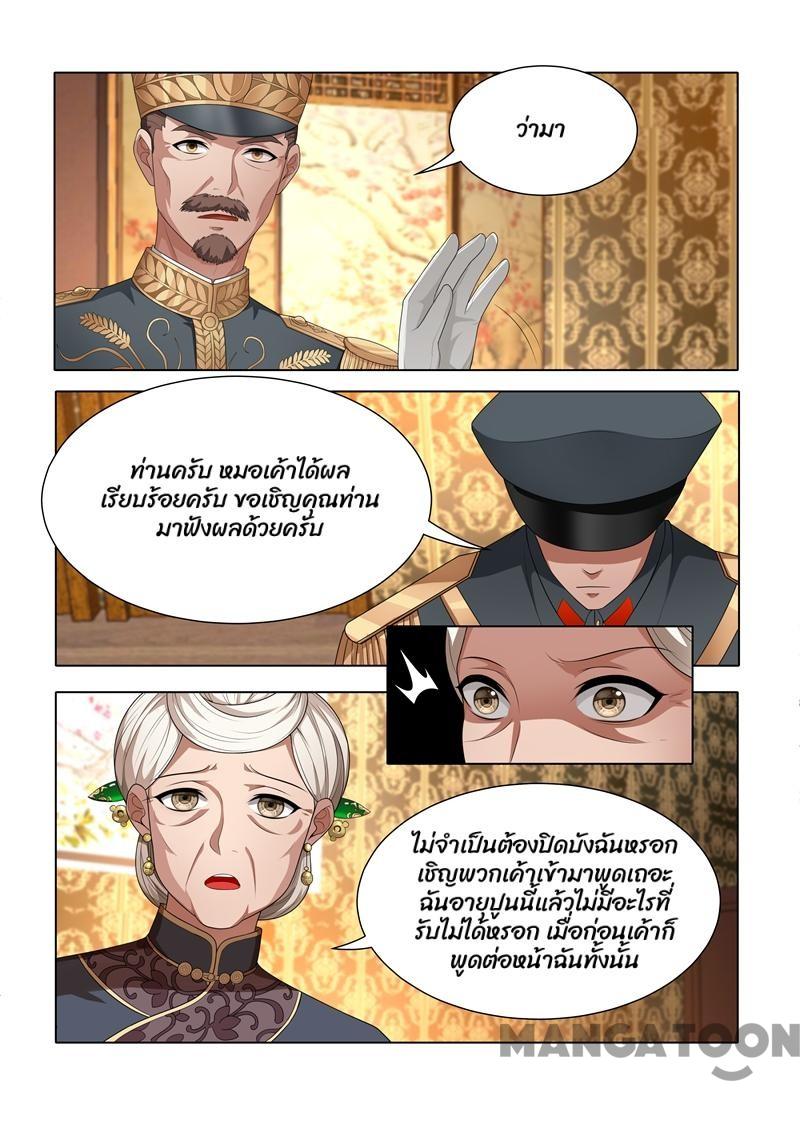 ว่ามา
ท่านครับ หมอเค้าได้ผล
เรียบร้อยครับ ขอเชิญคุณท่าน
มาฟังผลด้วยครับ
ไม่จำเป็นต้องปิดบังฉันหรอก
เชิญพวกเค้าเข้ามาพูดเถอะ
ฉันอายุปูนนี้แล้วไม่มีอะไรที่
รับไม่ได้หรอก เมื่อก่อนเค้าก็
พูดต่อหน้าฉันทั้งนั้น
MANGATOON